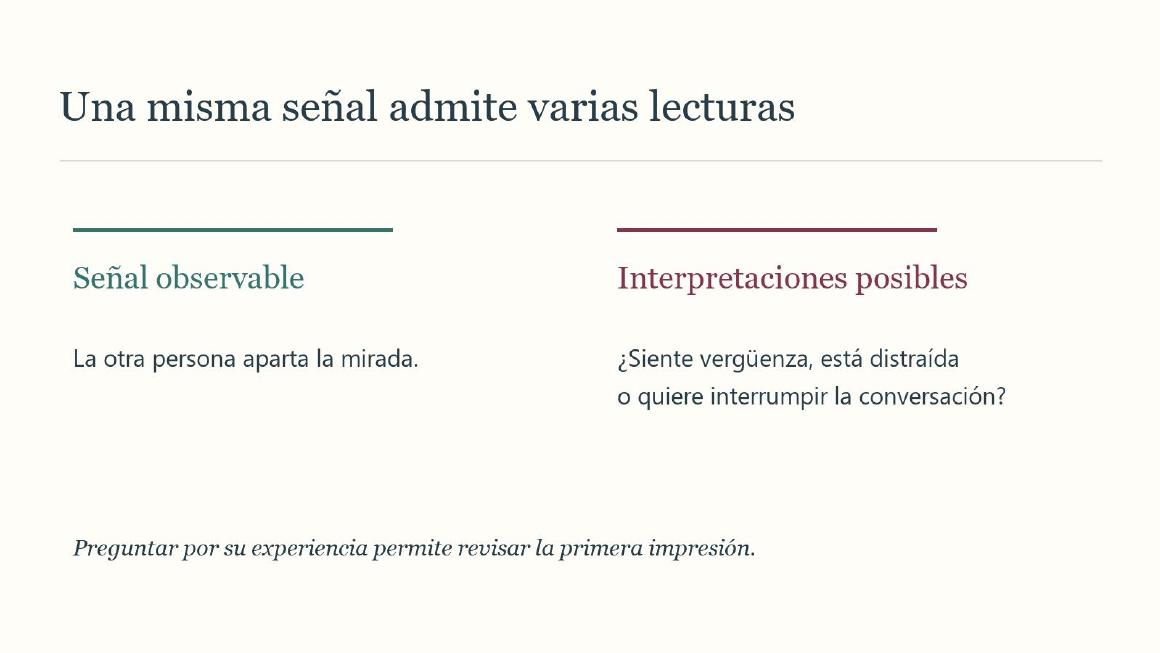 Una misma señal admite varias lecturas
Señal observable
La otra persona aparta la mirada.
Interpretaciones posibles
¿Siente vergüenza, está distraída
o quiere interrumpir la conversación?
Preguntar por su experiencia permite revisar la primera impresión.